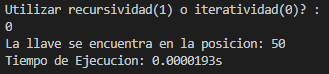 Utilizar recursividad(1) o iteratividad(0)? :
0
La llave se encuentra en la posicion: 50
Tiempo de Ejecucion: 0.0000193s